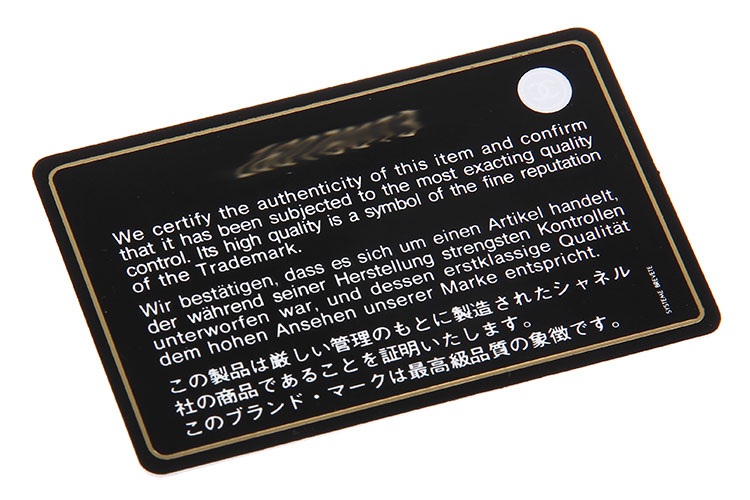 We certify the authenticity of this item and confirm
that it has been subjected to the most exacting quality
control. Its high quality is a symbol of the fine reputation
of the Trademark.
Wir bestätigen, dass es sich um einen Artikel handelt,
der während seiner Herstellung strengsten Kontrollen
unterworfen war, und dessen erstklassige Qualität
dem hohen Ansehen unserer Marke entspricht.
この製品は厳しい管理のもとに製造されたシャネル
社の商品であることを証明いたします。
このブランド・マークは最高級品質の象徴です。
SYSTEME BREVETE